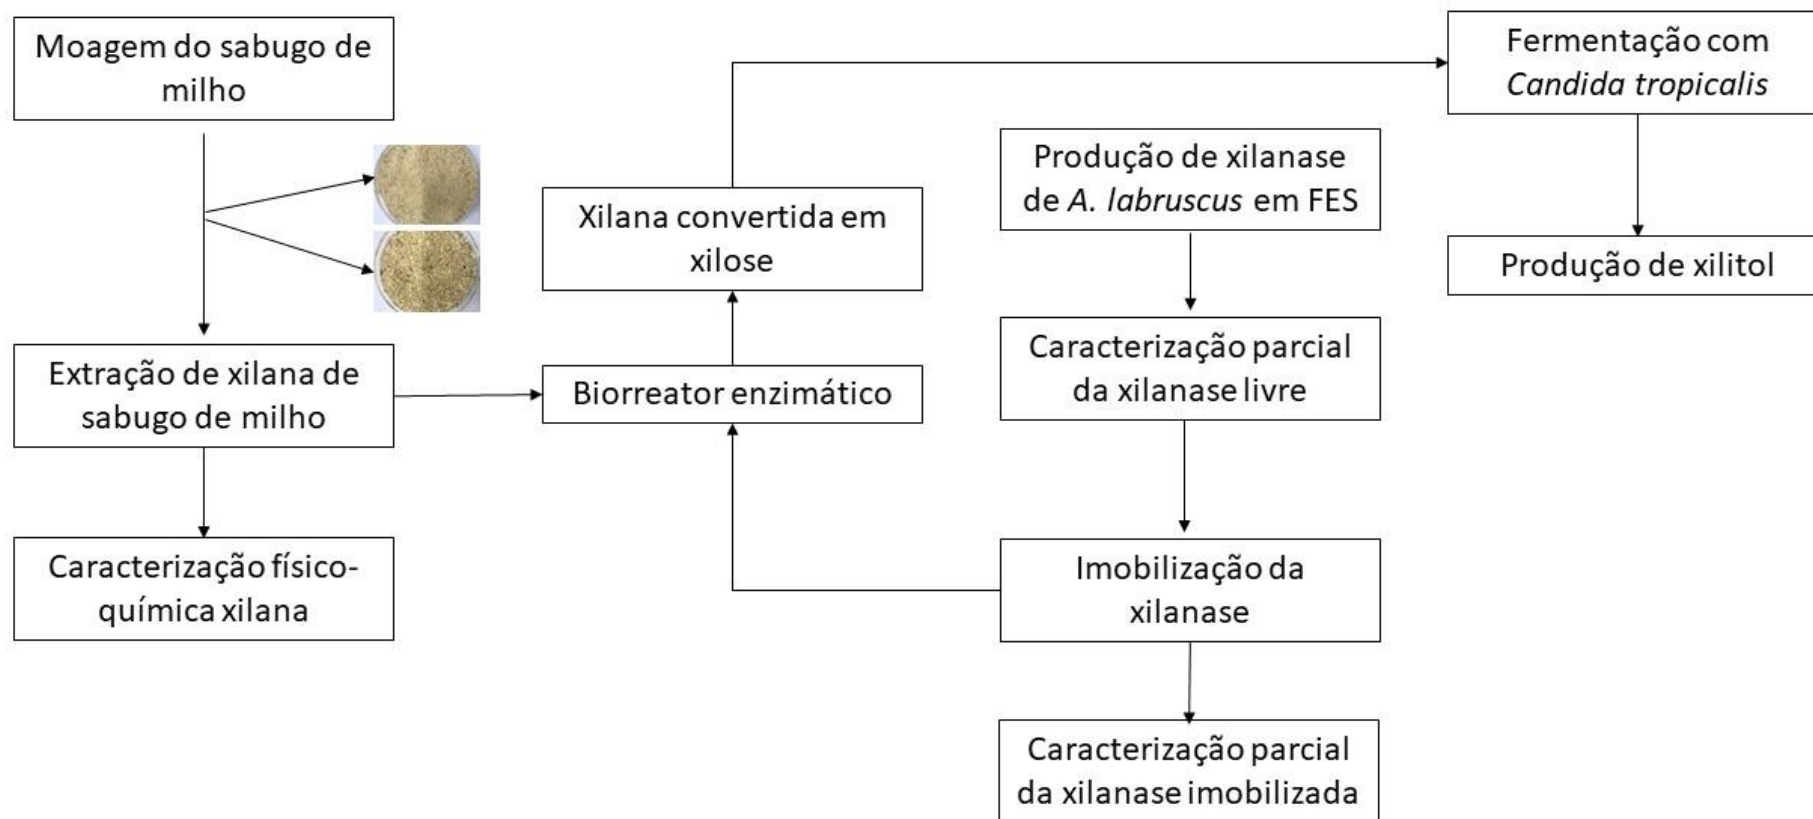 Moagem do sabugo de
milho
Extração de xilana de
sabugo de milho
Caracterização físico-
química xilana
Xilana convertida em
xilose
Biorreator enzimático
Produção de xilanase
de A. labruscus em FES
Caracterização parcial
da xilanase livre
Imobilização da
xilanase
Caracterização parcial
da xilanase imobilizada
Fermentação com
Candida tropicalis
Produção de xilitol